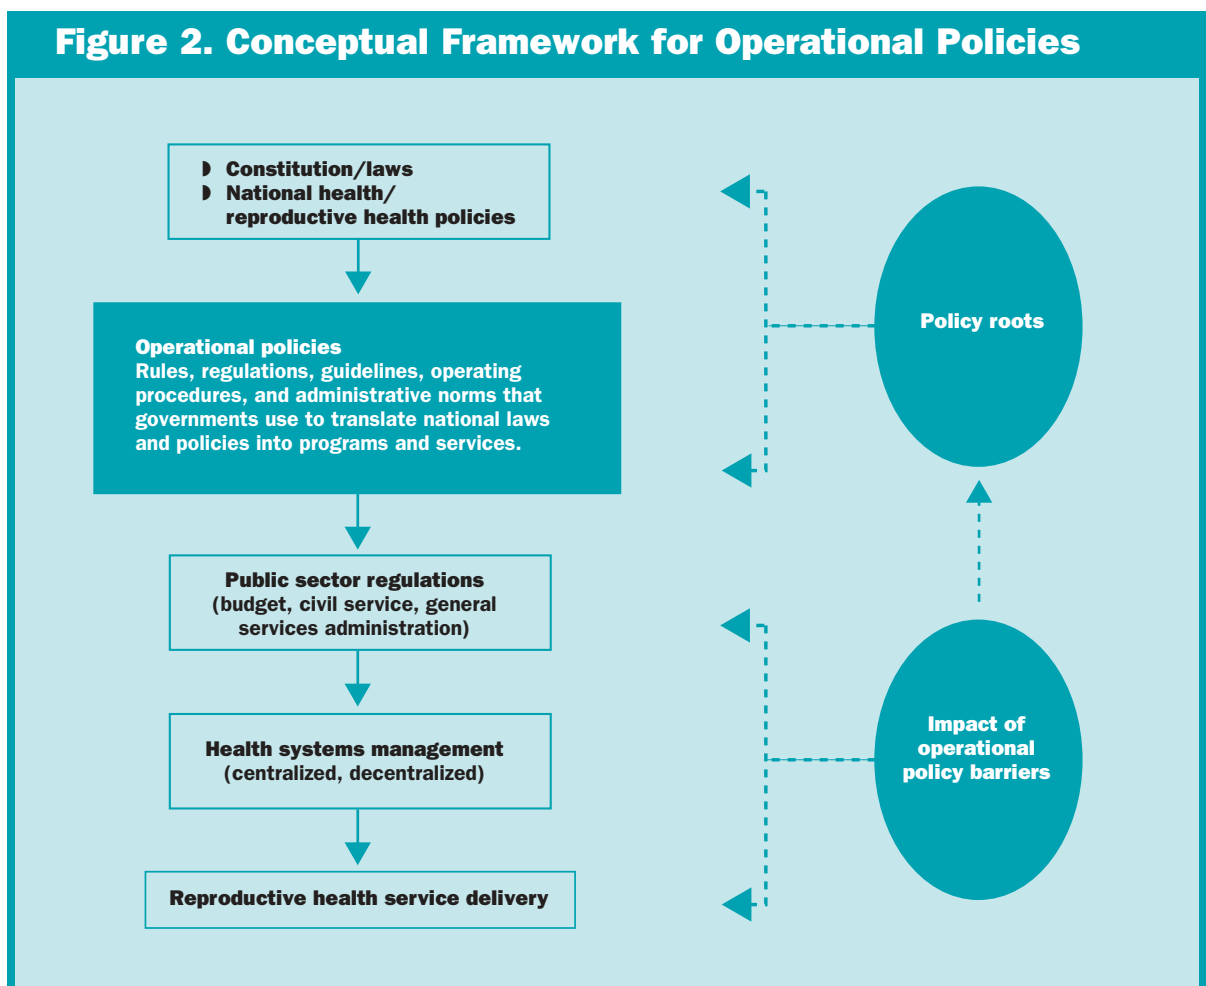 Figure 2. Conceptual Framework for Operational Policies
◗ Constitution/laws
◗ National health/
reproductive health policies
Operational policies
Rules, regulations, guidelines, operating
procedures, and administrative norms that
governments use to translate national laws
and policies into programs and services.
Public sector regulations
(budget, civil service, general
services administration)
Health systems management
(centralized, decentralized)
Reproductive health service delivery
Policy roots
Impact of
operational
policy barriers